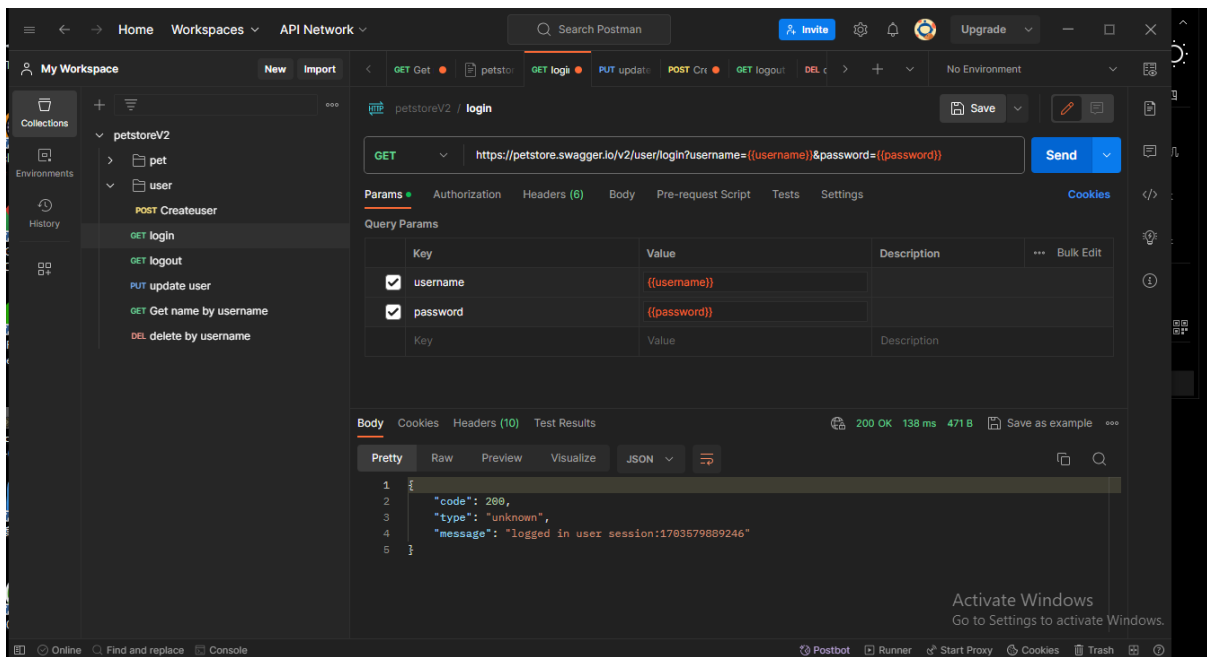 Home Workspaces API Network Search Postman Invite Upgrade
My Workspace New Import GET Get petstor GET logi PUT update POST Cre GET logout DEL No Environment
Collections
Environments
History
petstoreV2
pet
user
POST Createuser
GET login
GET logout
PUT update user
GET Get name by username
DEL delete by username
HTTP petstoreV2 / login Save
GET https://petstore.swagger.io/v2/user/login?username={{username}}&password={{password}} Send
Params Authorization Headers (6) Body Pre-request Script Tests Settings Cookies
Query Params
Key Value Description Bulk Edit
username {{username}}
password {{password}}
Key Value Description
Body Cookies Headers (10) Test Results 200 OK 138 ms 471 B Save as example
Pretty Raw Preview Visualize JSON
1 {
2 "code": 200,
3 "type": "unknown",
4 "message": "logged in user session:1703579889246"
5 }
Activate Windows
Go to Settings to activate Windows.
Online Find and replace Console Postbot Runner Start Proxy Cookies Trash